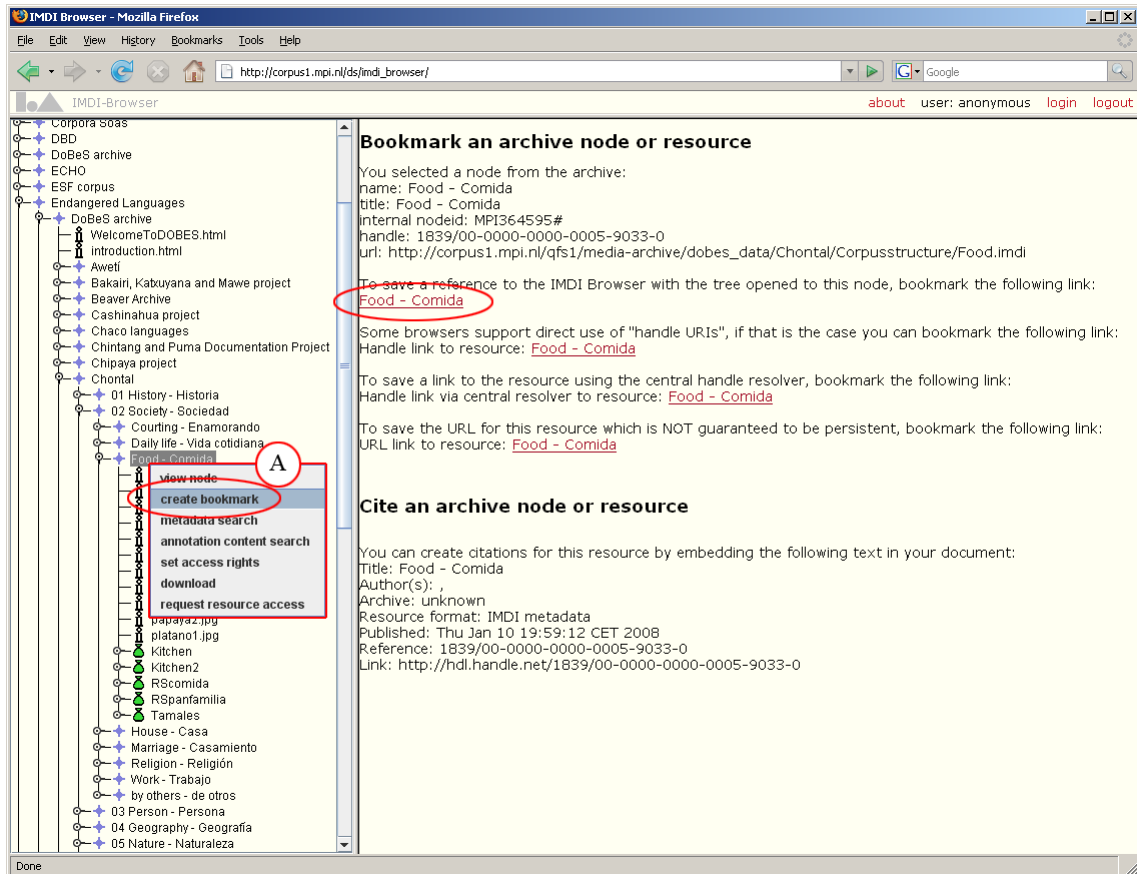 IMDI Browser - Mozilla Firefox
File Edit View History Bookmarks Tools Help
http://corpus1.mpi.nl/ds/imdi_browser/
G Google
IMDI-Browser
about user: anonymous login logout
Corpora Soas
DBD
DoBeS archive
ECHO
ESF corpus
Endangered Languages
DoBeS archive
WelcomeToDOBES.html
introduction.html
Awetí
Bakairi, Katxuyana and Mawe project
Beaver Archive
Cashinahua project
Chaco languages
Chintang and Puma Documentation Project
Chipaya project
Chontal
01 History - Historia
02 Society - Sociedad
Courting - Enamorando
Daily life - Vida cotidiana
Food - Comida
A
view node
create bookmark
metadata search
annotation content search
set access rights
download
request resource access
papaya2.jpg
platano1.jpg
Kitchen
Kitchen2
RScomida
RSpanfamilia
Tamales
House - Casa
Marriage - Casamiento
Religion - Religión
Work - Trabajo
by others - de otros
03 Person - Persona
04 Geography - Geografía
05 Nature - Naturaleza
Bookmark an archive node or resource
You selected a node from the archive:
name: Food - Comida
title: Food - Comida
internal nodeid: MPI364595#
handle: 1839/00-0000-0000-0005-9033-0
url: http://corpus1.mpi.nl/qfs1/media-archive/dobes_data/Chontal/Corpusstructure/Food.imdi
To save a reference to the IMDI Browser with the tree opened to this node, bookmark the following link:
Food - Comida
Some browsers support direct use of "handle URIs", if that is the case you can bookmark the following link:
Handle link to resource: Food - Comida
To save a link to the resource using the central handle resolver, bookmark the following link:
Handle link via central resolver to resource: Food - Comida
To save the URL for this resource which is NOT guaranteed to be persistent, bookmark the following link:
URL link to resource: Food - Comida
Cite an archive node or resource
You can create citations for this resource by embedding the following text in your document:
Title: Food - Comida
Author(s): ,
Archive: unknown
Resource format: IMDI metadata
Published: Thu Jan 10 19:59:12 CET 2008
Reference: 1839/00-0000-0000-0005-9033-0
Link: http://hdl.handle.net/1839/00-0000-0000-0005-9033-0
Done